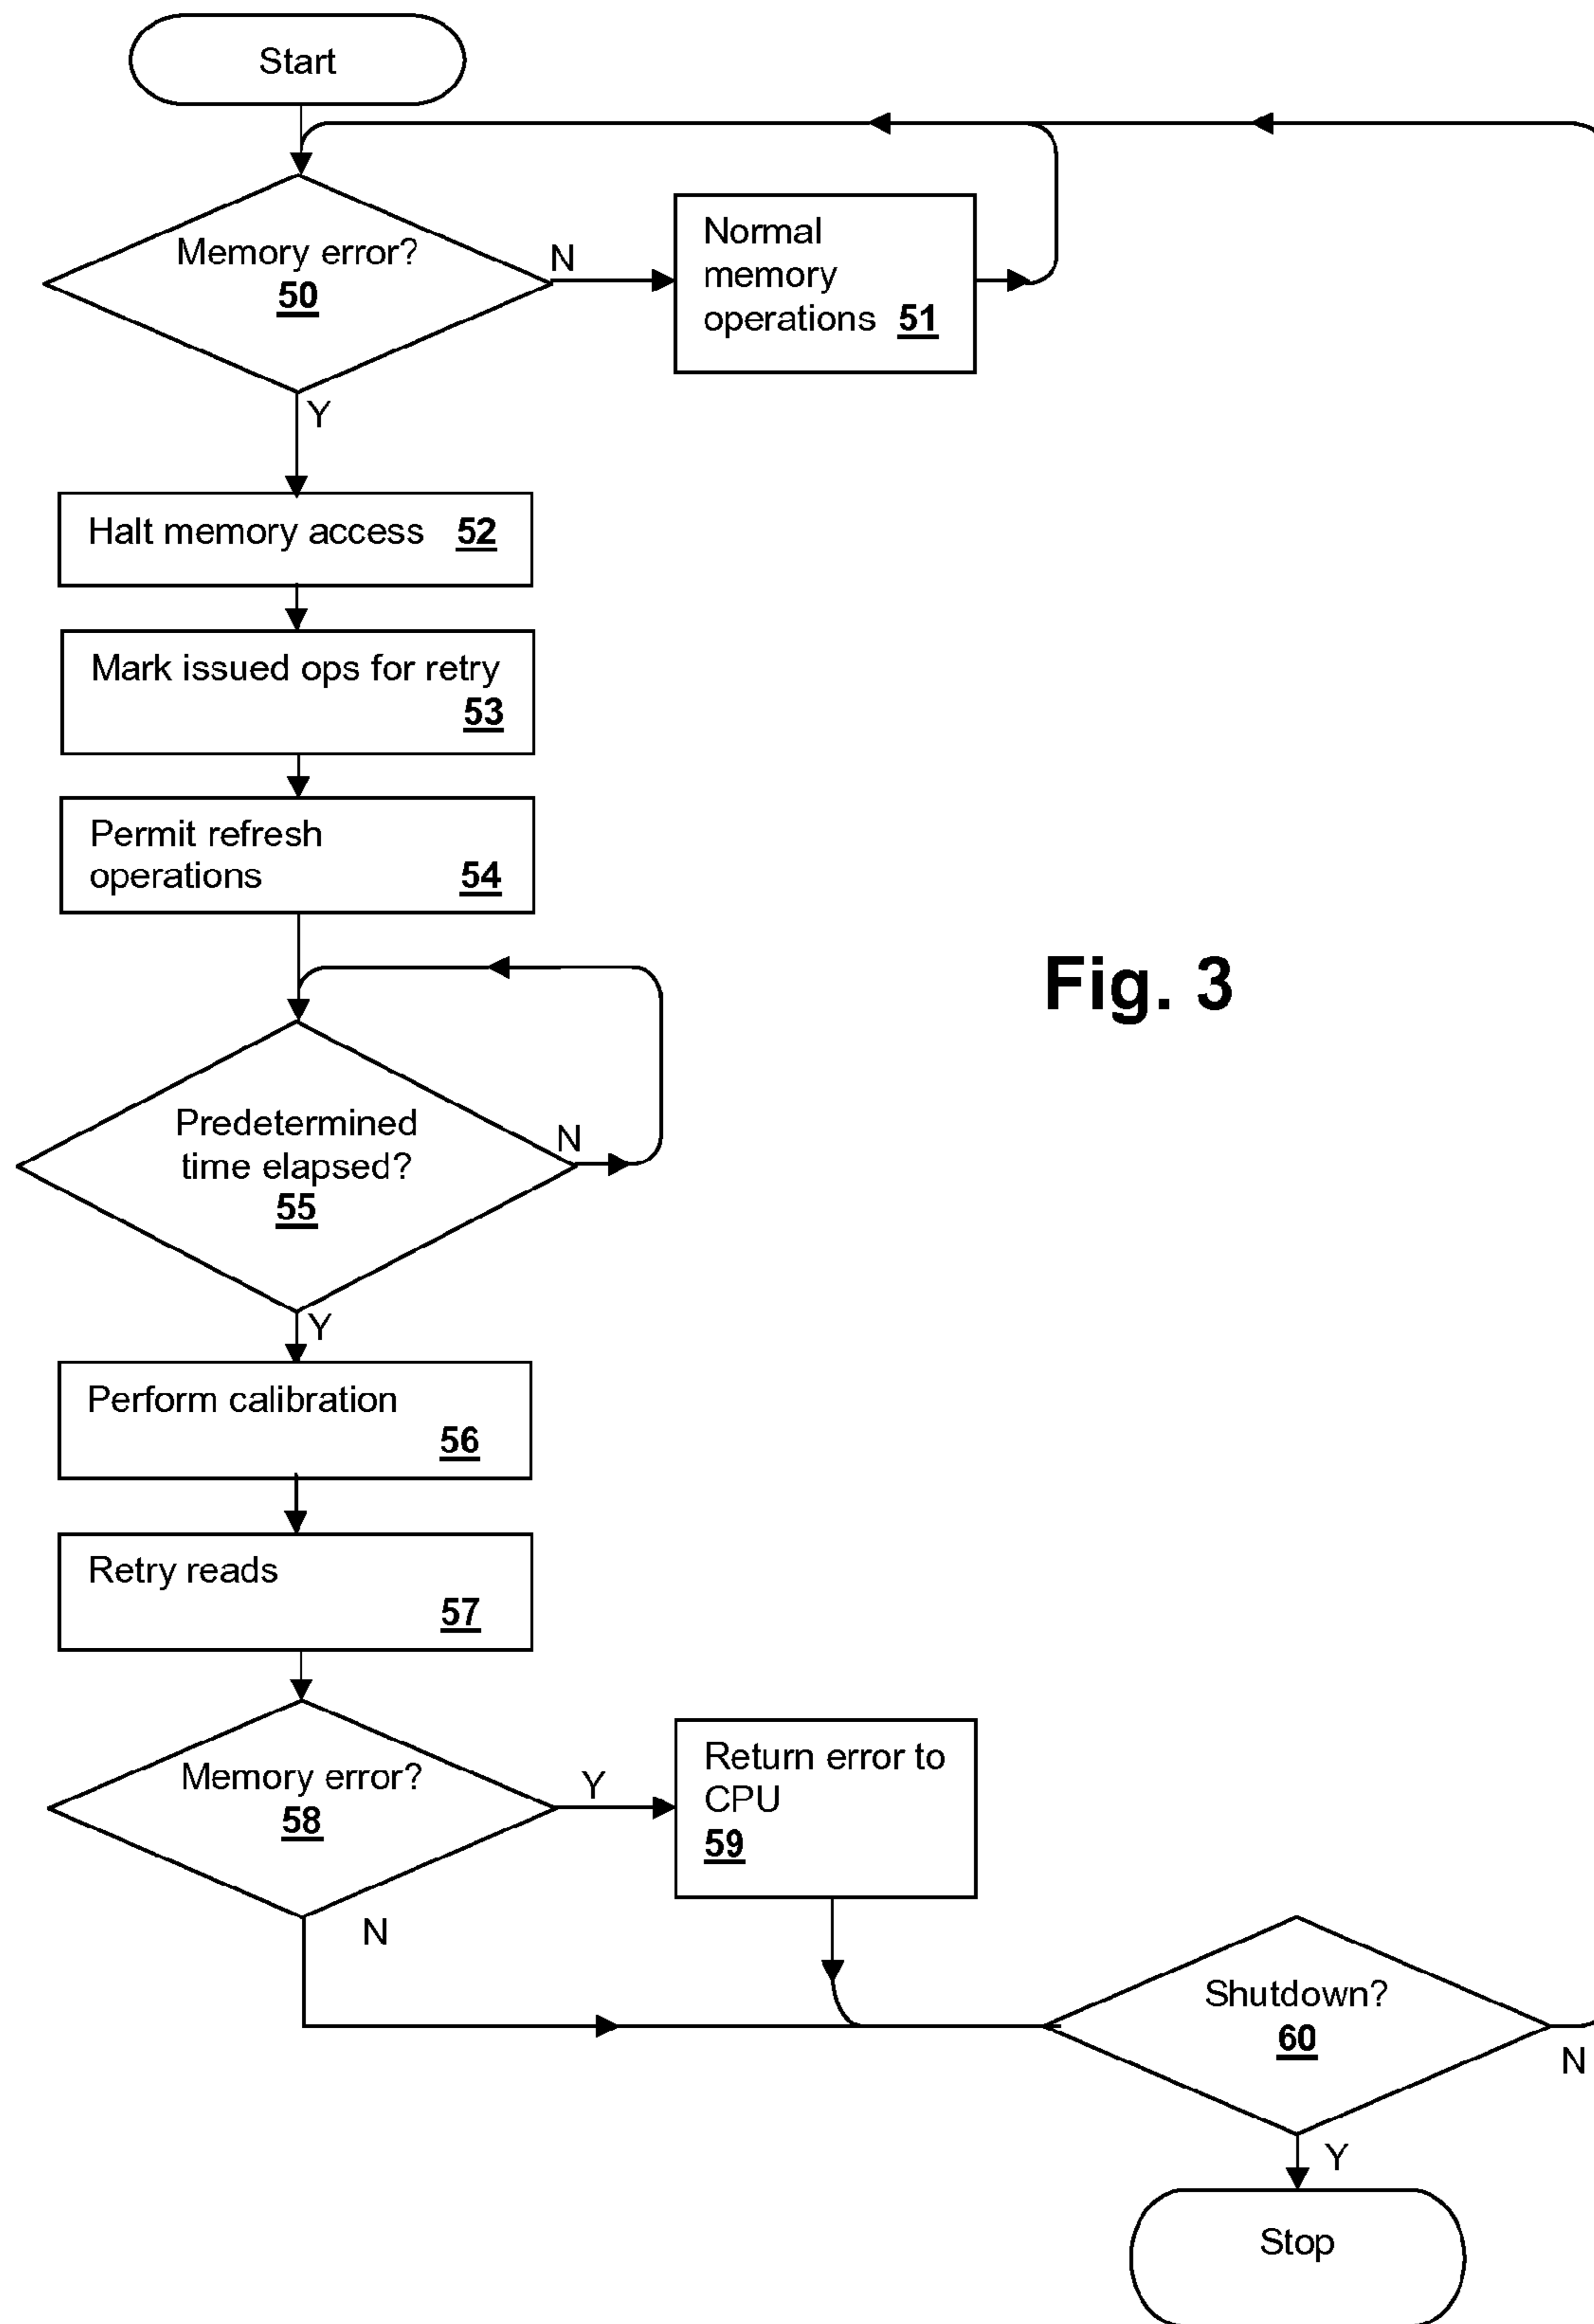 Start
Memory error?
50
N
Normal
memory
operations 51
Y
Halt memory access 52
Mark issued ops for retry
53
Permit refresh
operations 54
Fig. 3
Predetermined
time elapsed?
55
N
Y
Perform calibration
56
Retry reads
57
Memory error?
58
Y
Return error to
CPU
59
N
Shutdown?
60
N
Y
Stop